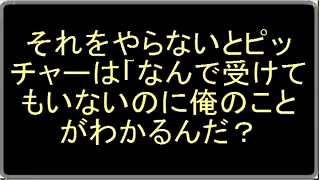 それをやらないとピッ
チャーは「なんで受けて
もいないのに俺のこと
がわかるんだ？